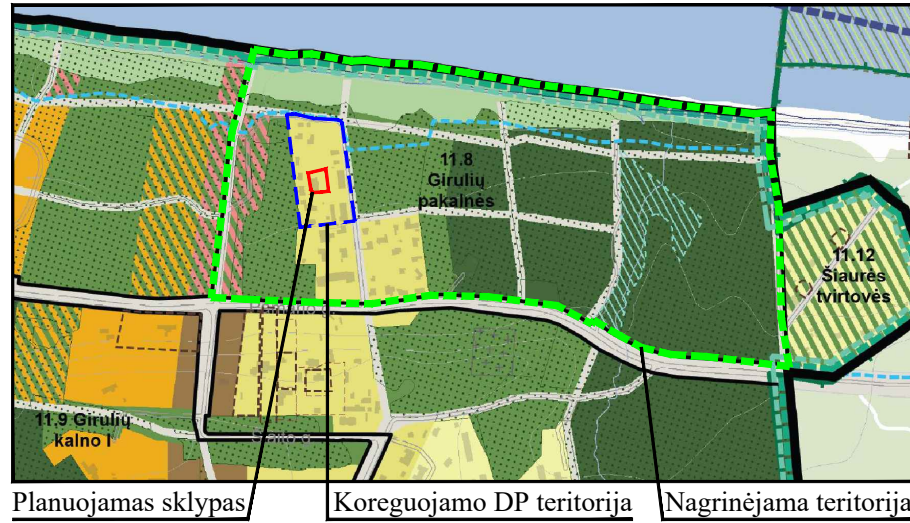 11.8
Girulių
pakalnės
11.12
Šiaurės
tvirtovės
11.9 Girulių
kalno I
Planuojamas sklypas
Koreguojamo DP teritorija
Nagrinėjama teritorija